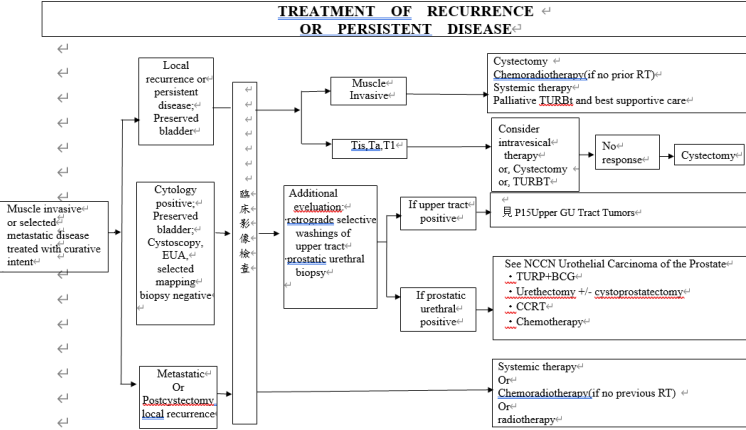 TREATMENT OF RECURRENCE
OR PERSISTENT DISEASE
Muscle invasive
or selected
metastatic disease
treated with curative
intent
Local
recurrence or
persistent
disease;
Preserved
bladder
Cytology
positive;
Preserved
bladder;
Cystoscopy,
EUA,
selected
mapping
biopsy negative
Metastatic
Or
Postcystectomy
local recurrence
臨
床
影
像
檢
查
Muscle
Invasive
Cystectomy
Chemoradiotherapy(if no prior RT)
Systemic therapy
Palliative TURBt and best supportive care
Tis,Ta,T1
Consider
intravesical
therapy
or, Cystectomy
or, TURBT
No
response
Cystectomy
Additional
eveluation:
‧retrograde selective
washings of
upper tract
‧prostatic urethral
biopsy
If upper tract
positive
見 P15Upper GU Tract Tumors
If prostatic
urethral
positive
See NCCN Urothelial Carcinoma of the Prostate
‧TURP+BCG
‧Urethectomy +/- cystoprostatectomy
‧CCRT
‧Chemotherapy
Systemic therapy
Or
Chemoradiotherapy(if no previous RT)
Or
radiotherapy